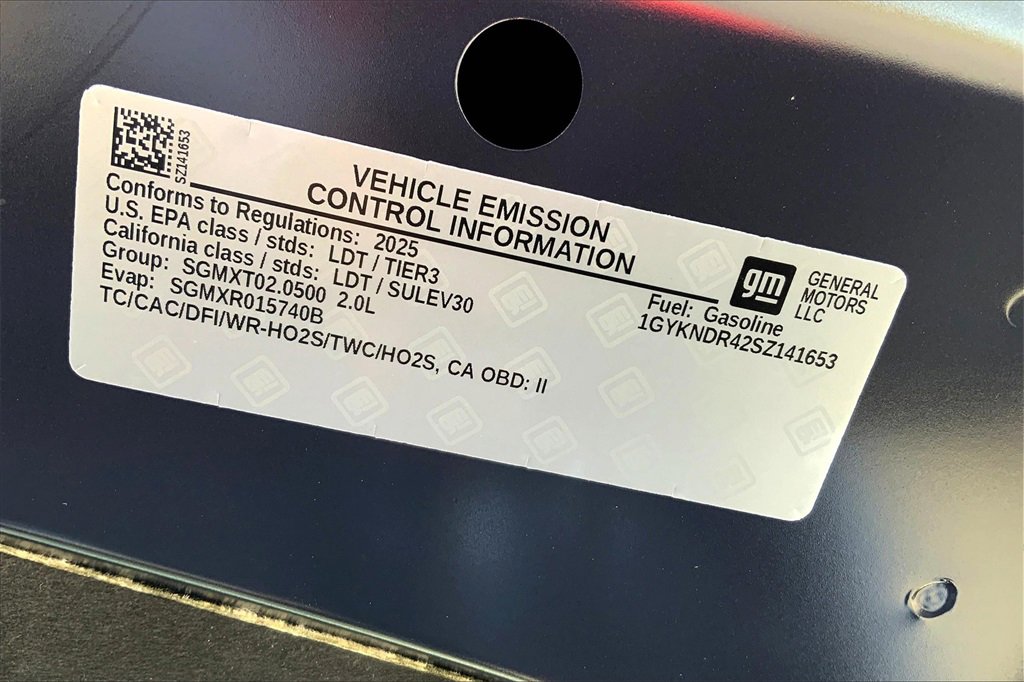 SZ141653
VEHICLE EMISSION
CONTROL INFORMATION
Conforms to Regulations: 2025
U.S. EPA class / stds: LDT / TIER3
California class / stds: LDT / SULEV30
Group: SGMXT02.0500 2.0L
Evap: SGMXR015740B
TC/CAC/DFI/WR-HO2S/TWC/HO2S, CA OBD: II
gm
GENERAL
MOTORS
LLC
Fuel: Gasoline
1GYKNDR42SZ141653